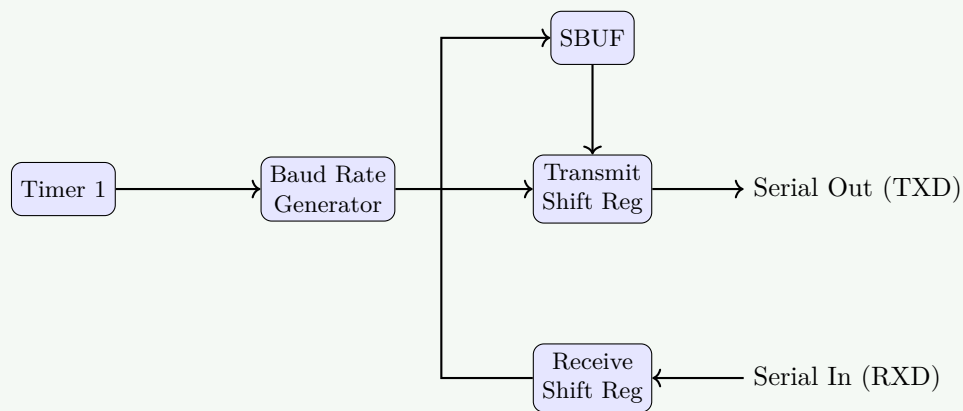 SBUF
Timer 1
Baud Rate
Generator
Transmit
Shift Reg
Serial Out (TXD)
Receive
Shift Reg
Serial In (RXD)